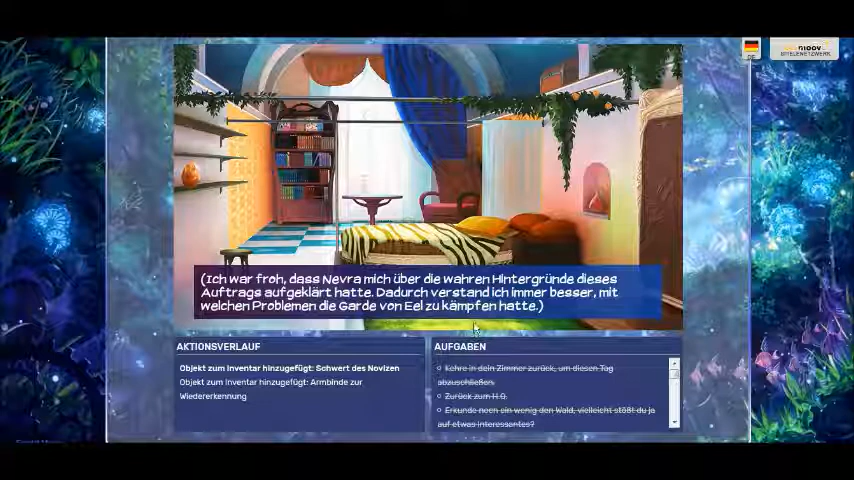 DE
SPIELENETZWERK
(Ich war froh, dass Nevra mich über die wahren Hintergründe dieses
Auftrags aufgeklärt hatte. Dadurch verstand ich immer besser, mit
welchen Problemen die Garde von Eel zu kämpfen hatte.)
AKTIONSVERLAUF
Objekt zum Inventar hinzugefügt: Schwert des Novizen
Objekt zum Inventar hinzugefügt: Armbinde zur
Wiedererkennung
AUFGABEN
Kehre in dein Zimmer zurück, um diesen Tag
abzuschließen.
Zurück zum H.Q.
Erkunde noch ein wenig den Wald, vielleicht stößt du ja
auf etwas Interessantes?